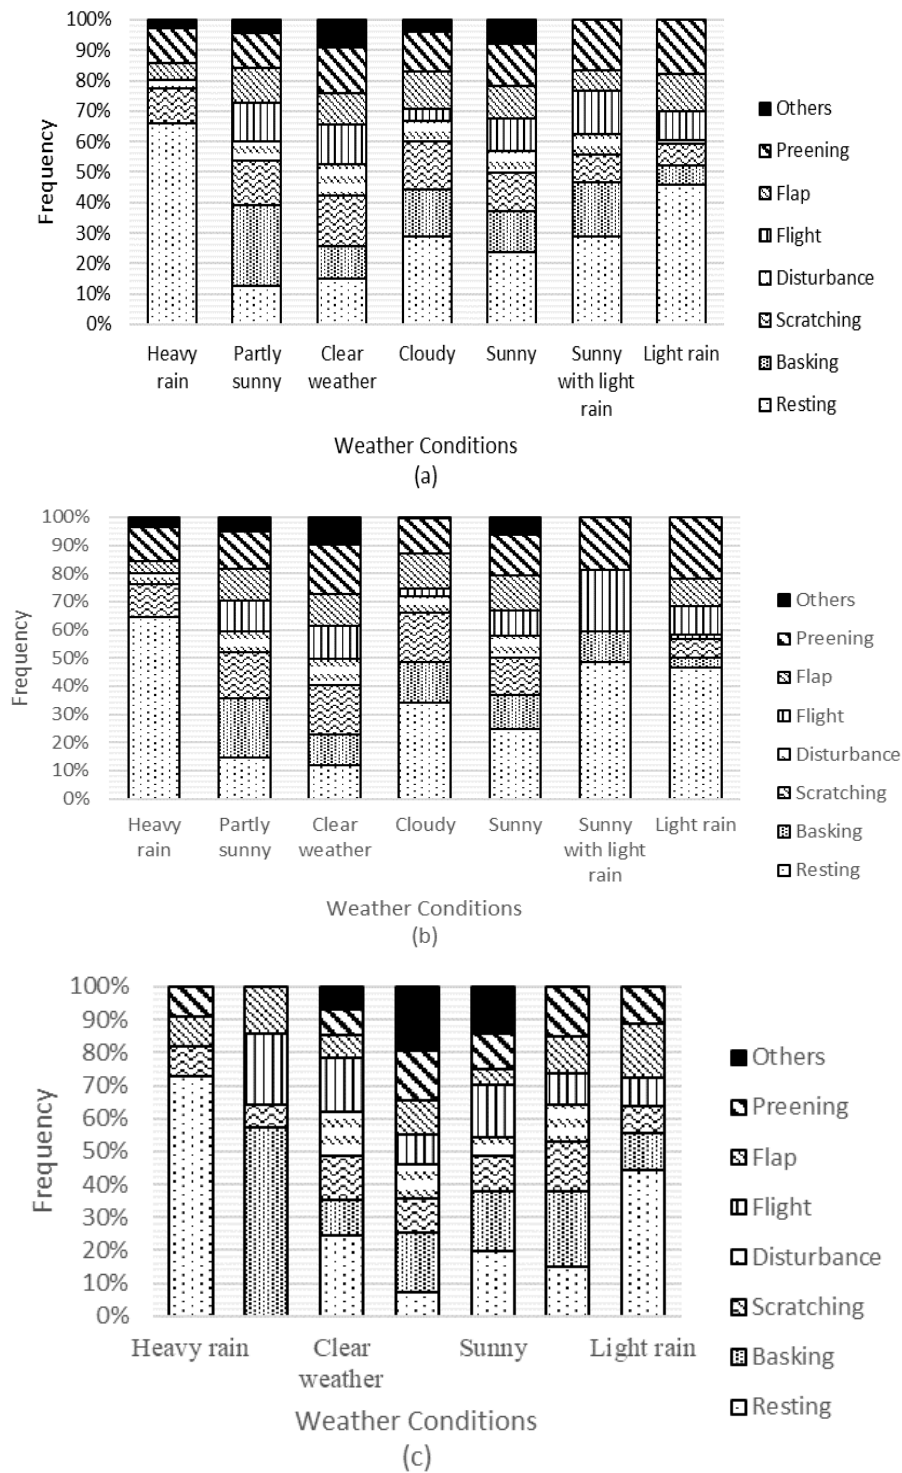 100%
90%
80%
70%
60%
50%
40%
30%
20%
10%
0%
Frequency
Heavy rain
Partly sunny
Clear weather
Cloudy
Sunny
Sunny with light rain
Light rain
Weather Conditions
(a)
Others
Preening
Flap
Flight
Disturbance
Scratching
Basking
Resting
100%
90%
80%
70%
60%
50%
40%
30%
20%
10%
0%
Frequency
Heavy rain
Partly sunny
Clear weather
Cloudy
Sunny
Sunny with light rain
Light rain
Weather Conditions
(b)
Others
Preening
Flap
Flight
Disturbance
Scratching
Basking
Resting
100%
90%
80%
70%
60%
50%
40%
30%
20%
10%
0%
Frequency
Heavy rain
Clear weather
Sunny
Light rain
Weather Conditions
(c)
Others
Preening
Flap
Flight
Disturbance
Scratching
Basking
Resting